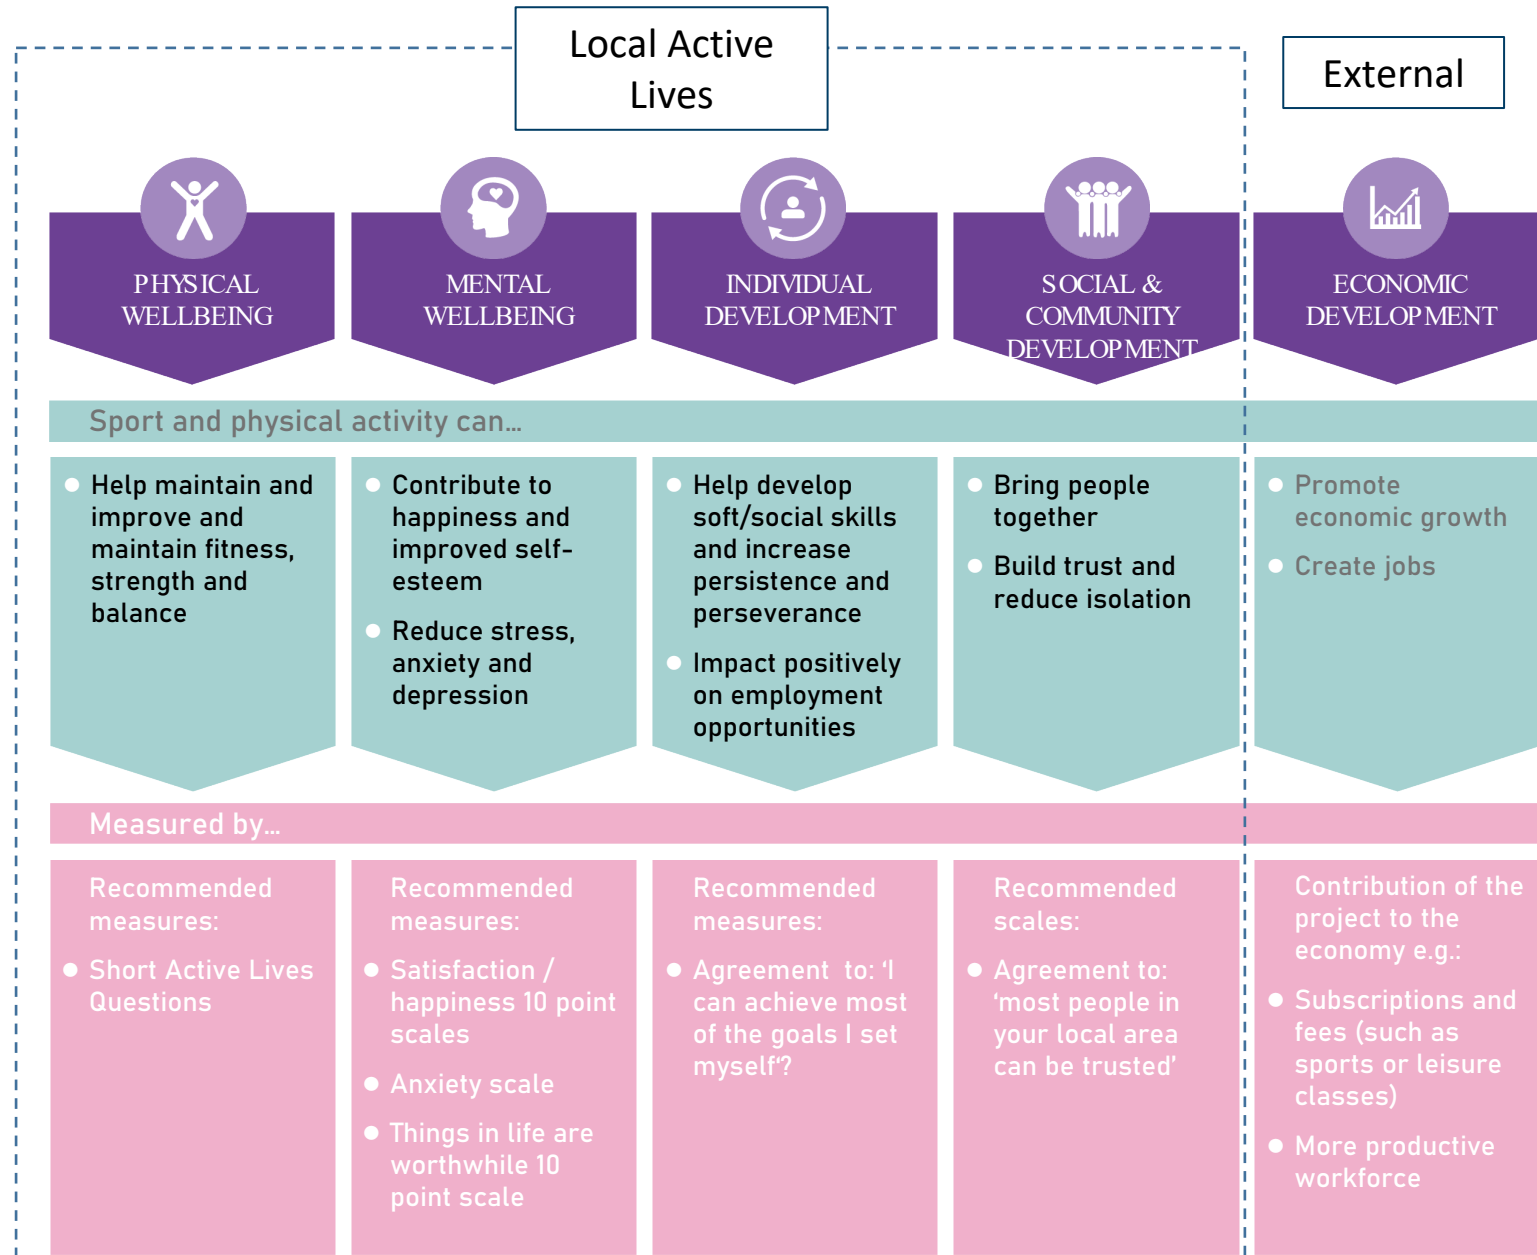 Local Active
Lives
External
PHYSICAL
WELLBEING
MENTAL
WELLBEING
INDIVIDUAL
DEVELOPMENT
SOCIAL &
COMMUNITY
DEVELOPMENT
ECONOMIC
DEVELOPMENT
Sport and physical activity can...
Help maintain and
improve and
maintain fitness,
strength and
balance
Contribute to
happiness and
improved self-
esteem
Reduce stress,
anxiety and
depression
Help develop
soft/social skills
and increase
persistence and
perseverance
Impact positively
on employment
opportunities
Bring people
together
Build trust and
reduce isolation
Promote
economic growth
Create jobs
Measured by...
Recommended
measures:
Short Active Lives
Questions
Recommended
measures:
Satisfaction /
happiness 10 point
scales
Anxiety scale
Things in life are
worthwhile 10
point scale
Recommended
measures:
Agreement to: ‘I
can achieve most
of the goals I set
myself‘?
Recommended
scales:
Agreement to:
‘most people in
your local area
can be trusted’
Contribution of the
project to the
economy e.g.:
Subscriptions and
fees (such as
sports or leisure
classes)
More productive
workforce